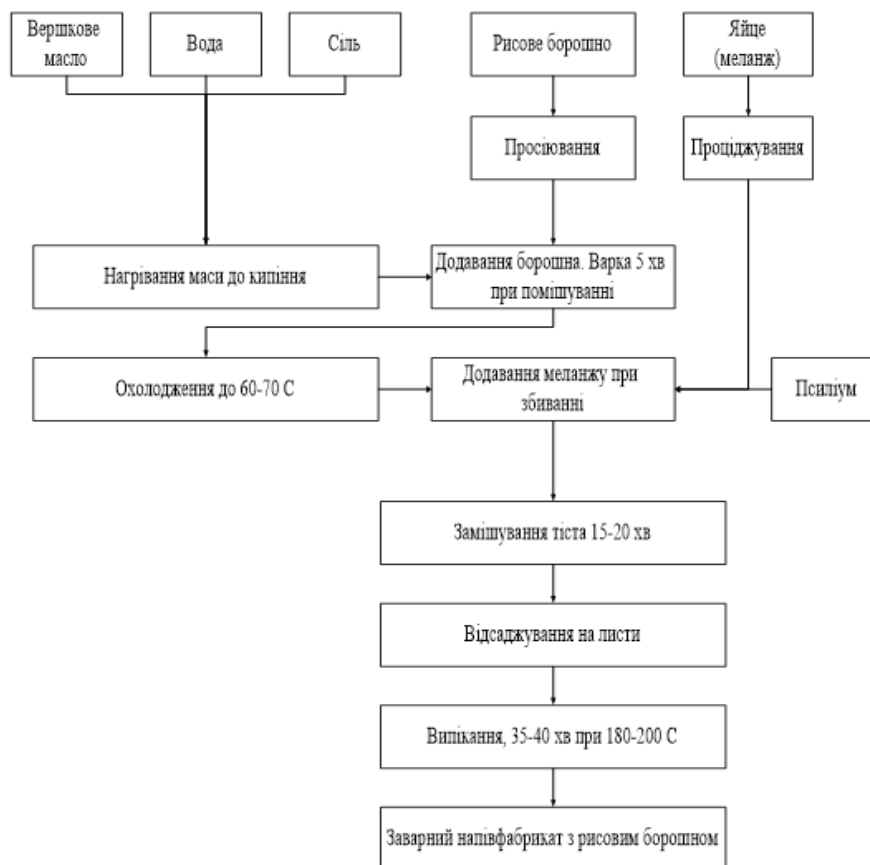 Вершкове
масло
Вода
Сіль
Рисове борошно
Яйце
(меланж)
Просіювання
Проціджування
Нагрівання маси до кипіння
Додавання борошна. Варка 5 хв
при помішуванні
Охолодження до 60-70 С
Додавання меланжу при
збиванні
Псиліум
Замішування тіста 15-20 хв
Відсаджування на листи
Випікання, 35-40 хв при 180-200 С
Заварний напівфабрикат з рисовим борошном